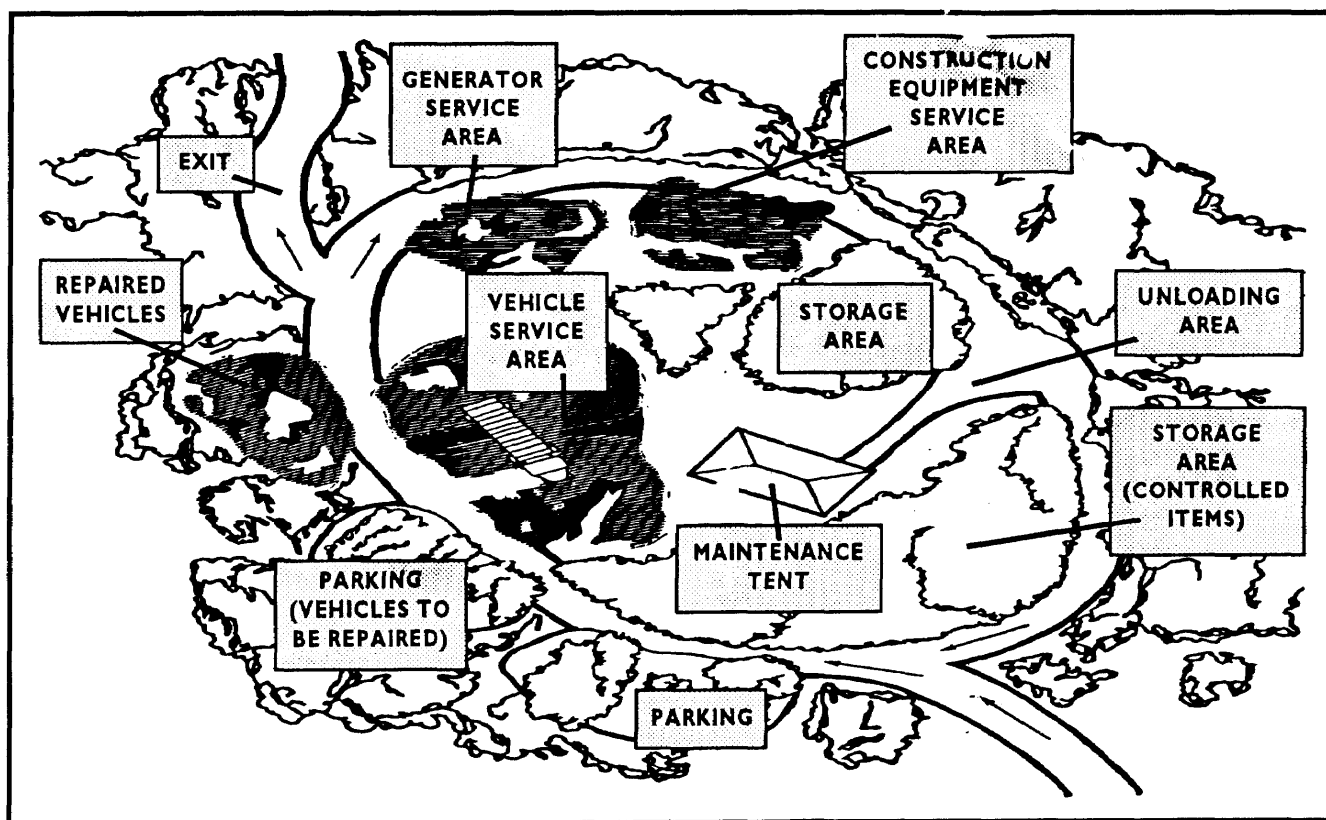 GENERATOR
SERVICE
AREA
CONSTRUCTION
EQUIPMENT
SERVICE
AREA
EXIT
REPAIRED
VEHICLES
VEHICLE
SERVICE
AREA
STORAGE
AREA
UNLOADING
AREA
STORAGE
AREA
(CONTROLLED
ITEMS)
MAINTENANCE
TENT
PARKING
(VEHICLES TO
BE REPAIRED)
PARKING